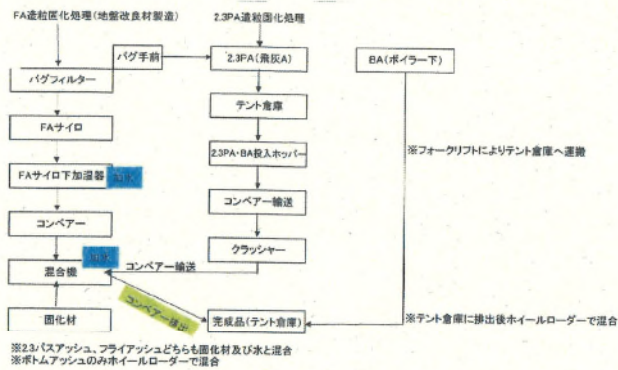 FA造粒固化処理(地盤改良材製造)
2.3PA造粒固化処理
バグ手前
2.3PA(飛灰A)
BA(ボイラー下)
バグフィルター
テント倉庫
FAサイロ
2.3PA・BA投入ホッパー
※フォークリフトによりテント倉庫へ運搬
FAサイロ下加湿器
加水
コンベアー輸送
コンベアー
クラッシャー
加水
混合機
コンベアー輸送
コンベアー排出
固化材
完成品(テント倉庫)
※テント倉庫に排出後ホイールローダーで混合
※2.3パスアッシュ、フライアッシュどちらも固化材及び水と混合
※ボトムアッシュのみホイールローダーで混合